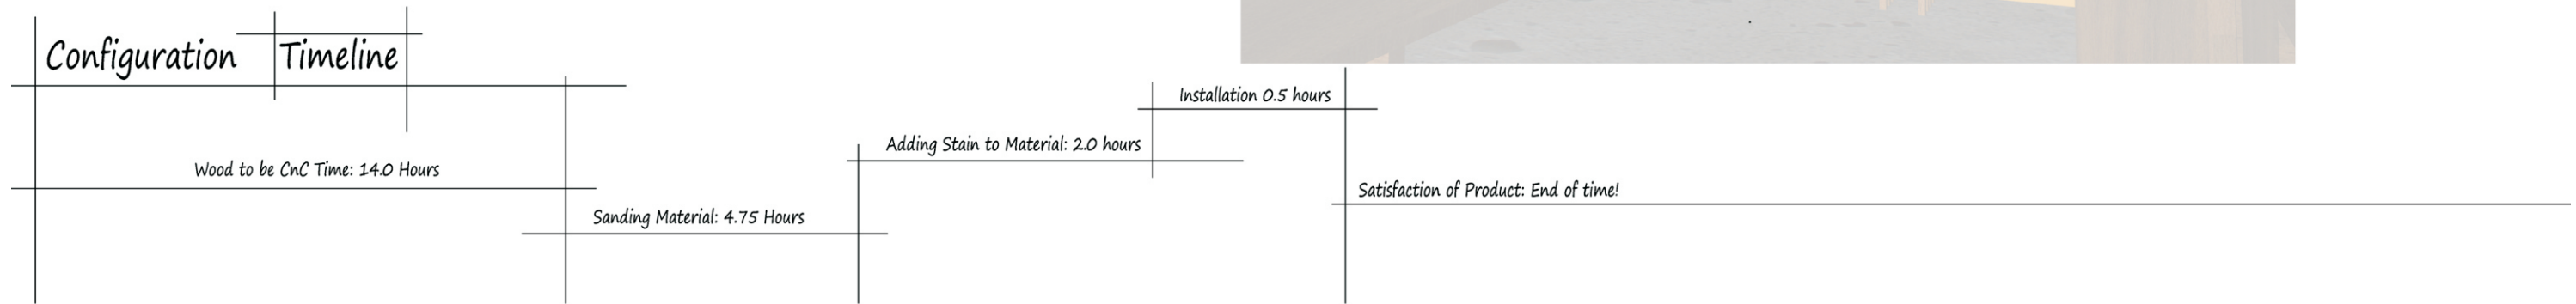 Configuration Timeline
Wood to be CnC Time: 14.0 Hours
Sanding Material: 4.75 Hours
Adding Stain to Material: 2.0 hours
Installation 0.5 hours
Satisfaction of Product: End of time!